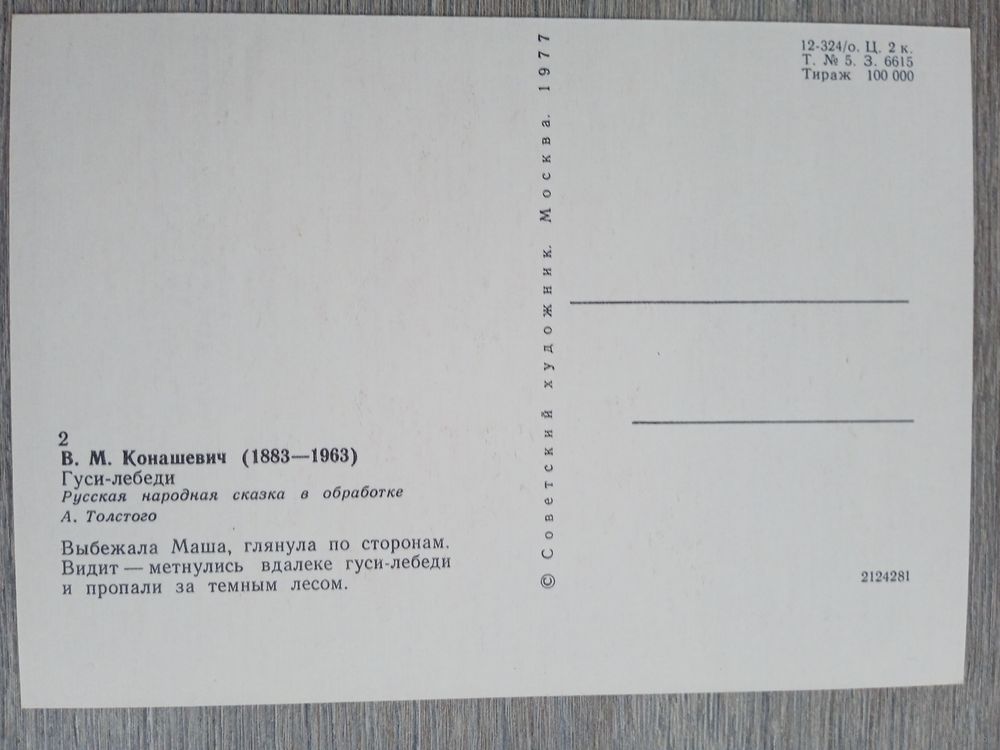 12-324/о. Ц. 2 к.
Т. № 5. З. 6615
Тираж 100 000
© Советский художник. Москва. 1977
2
В. М. Конашевич (1883—1963)
Гуси-лебеди
Русская народная сказка в обработке
А. Толстого
Выбежала Маша, глянула по сторонам.
Видит — метнулись вдалеке гуси-лебеди
и пропали за темным лесом.
2124281